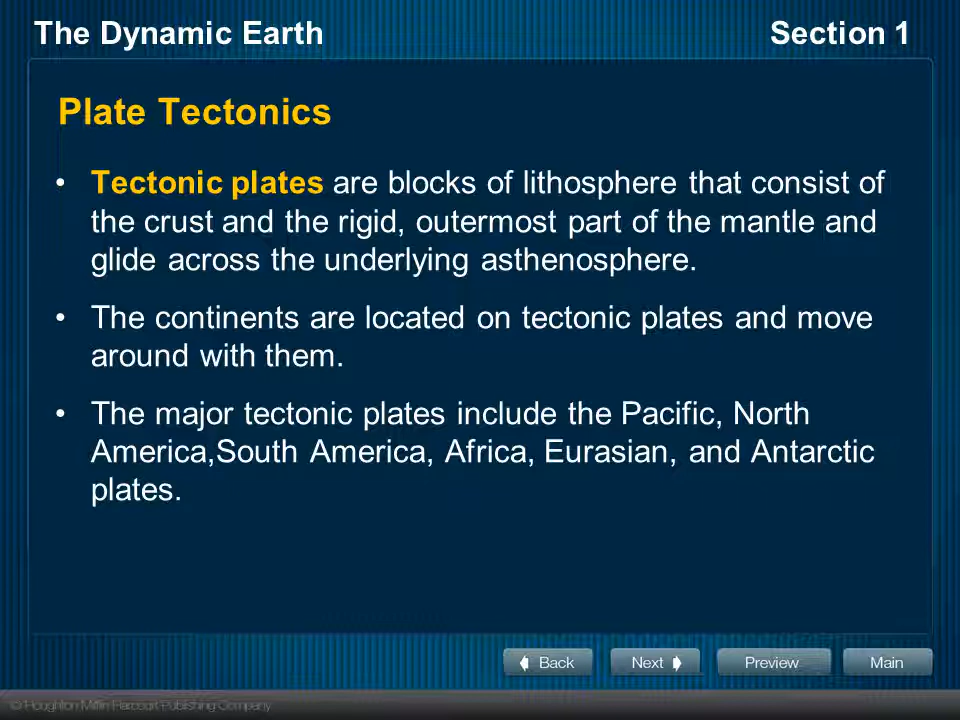 The Dynamic Earth Section 1
Plate Tectonics
• Tectonic plates are blocks of lithosphere that consist of
the crust and the rigid, outermost part of the mantle and
glide across the underlying asthenosphere.
• The continents are located on tectonic plates and move
around with them.
• The major tectonic plates include the Pacific, North
America,South America, Africa, Eurasian, and Antarctic
plates.
Back Next Preview Main
© Houghton Mifflin Harcourt Publishing Company